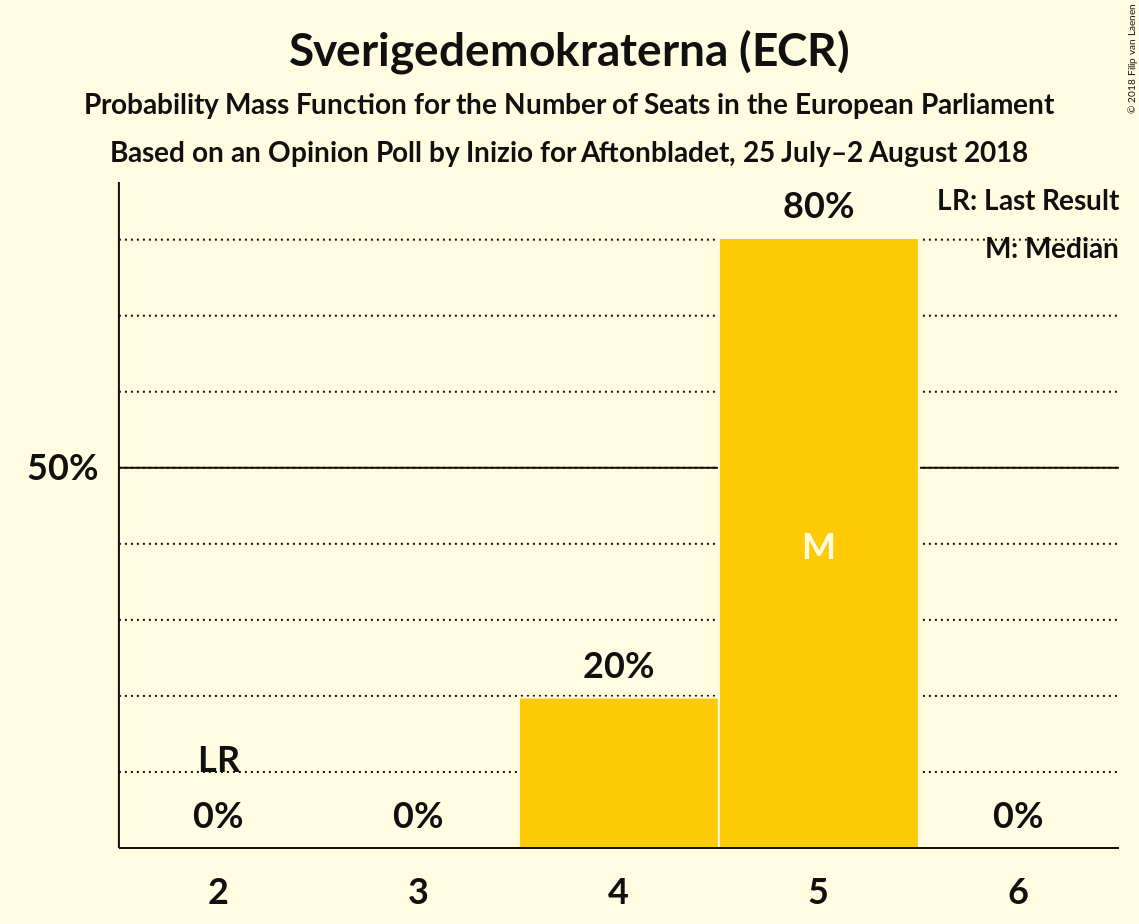 Sverigedemokraterna (ECR)
Probability Mass Function for the Number of Seats in the European Parliament
Based on an Opinion Poll by Inizio for Aftonbladet, 25 July–2 August 2018
© 2018 Filip van Laenen
LR: Last Result
M: Median
80%
50%
M
20%
LR
0%
0%
0%
2
3
4
5
6